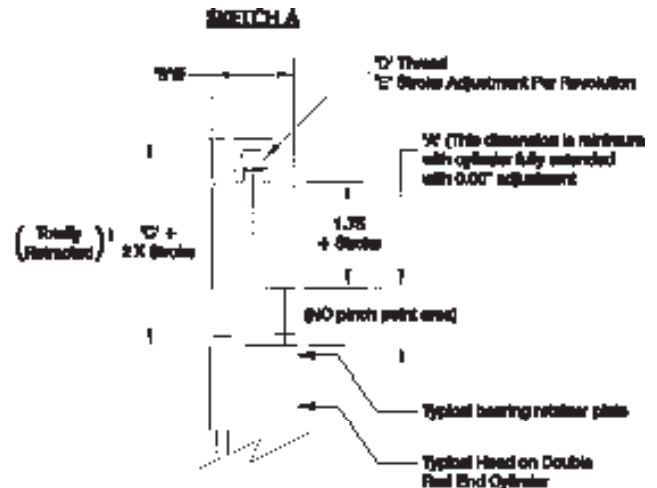 SKETCH A
'D' Thread
'E' Stroke Adjustment Per Revolution
'A' (This dimension is minimum
with cylinder fully extended
with 0.00" adjustment
(Totally
Retracted)
'C' +
2 X Stroke
1.75
+ Stroke
(NO pinch point area)
Typical bearing retainer plate
Typical Head on Double
Rod End Cylinder